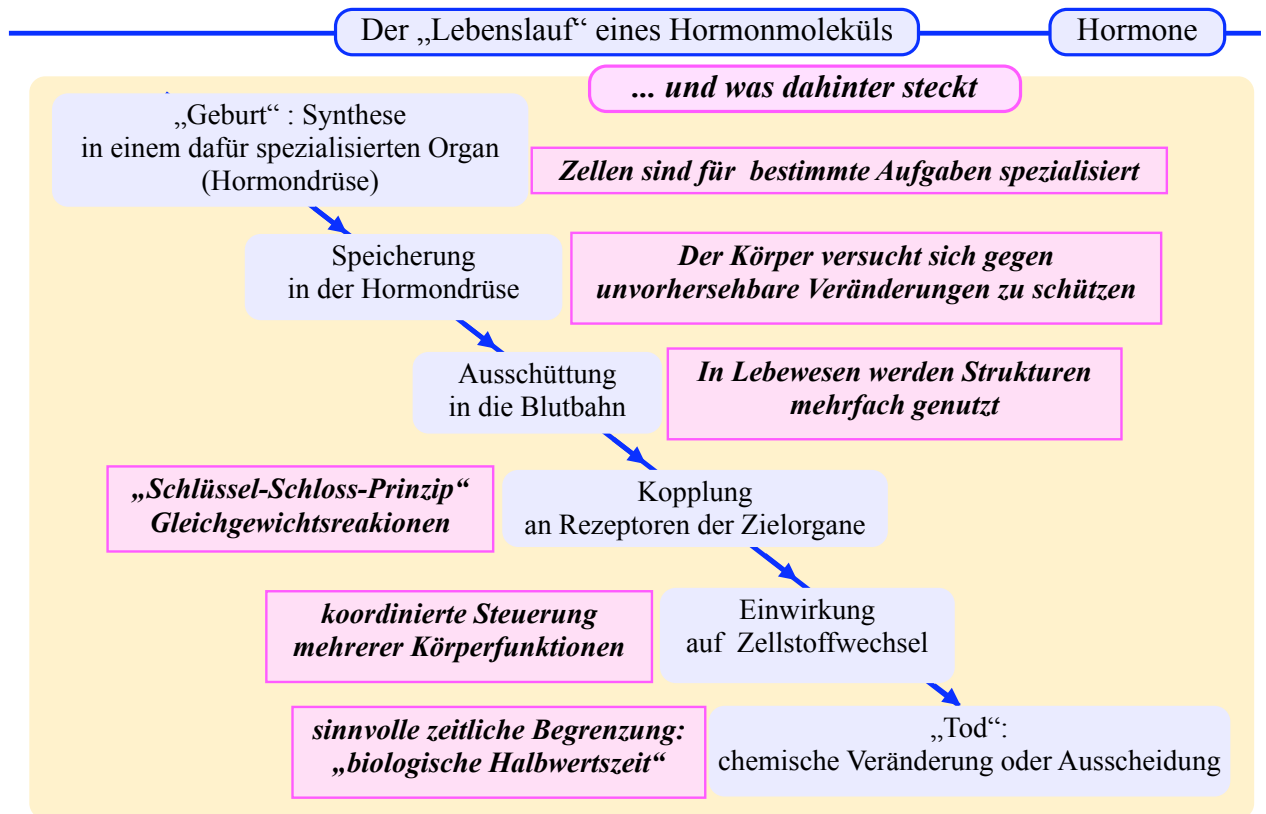 Der „Lebenslauf“ eines Hormonmoleküls
Hormone
... und was dahinter steckt
„Geburt“ : Synthese
in einem dafür spezialisierten Organ
(Hormondrüse)
Zellen sind für bestimmte Aufgaben spezialisiert
Speicherung
in der Hormondrüse
Der Körper versucht sich gegen
unvorhersehbare Veränderungen zu schützen
Ausschüttung
in die Blutbahn
In Lebewesen werden Strukturen
mehrfach genutzt
„Schlüssel-Schloss-Prinzip“
Gleichgewichtsreakionen
Kopplung
an Rezeptoren der Zielorgane
koordinierte Steuerung
mehrerer Körperfunktionen
Einwirkung
auf Zellstoffwechsel
sinnvolle zeitliche Begrenzung:
„biologische Halbwertszeit“
„Tod“:
chemische Veränderung oder Ausscheidung